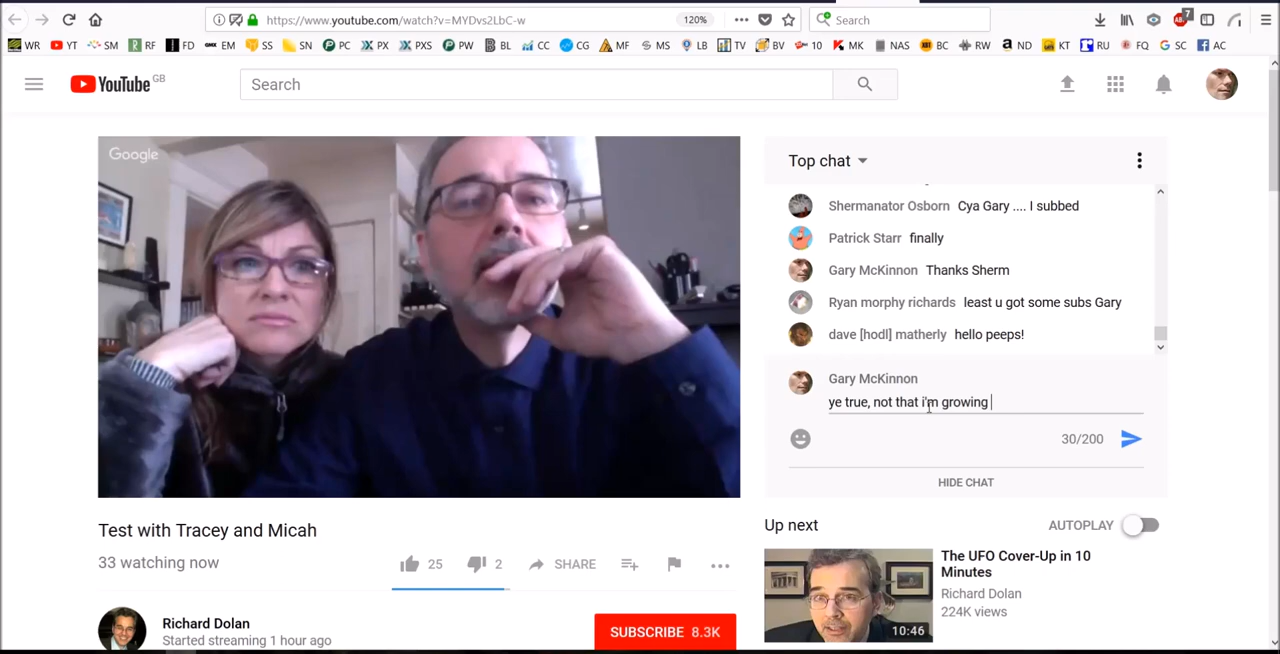 https://www.youtube.com/watch?v=MYDvs2LbC-w
120%
Search
7
WR YT SM RF FD EM SS SN PC PX PXS PW BL CC CG MF MS LB TV BV 10 MK NAS BC RW ND KT RU FQ SC AC
YouTube GB
Search
Google
Top chat
Shermanator Osborn Cya Gary .... I subbed
Patrick Starr finally
Gary McKinnon Thanks Sherm
Ryan morphy richards least u got some subs Gary
dave [hodl] matherly hello peeps!
Gary McKinnon
ye true, not that i'm growing
30/200
HIDE CHAT
Test with Tracey and Micah
33 watching now
25 2 SHARE
Richard Dolan
Started streaming 1 hour ago
SUBSCRIBE 8.3K
Up next
AUTOPLAY
The UFO Cover-Up in 10
Minutes
Richard Dolan
224K views
10:46